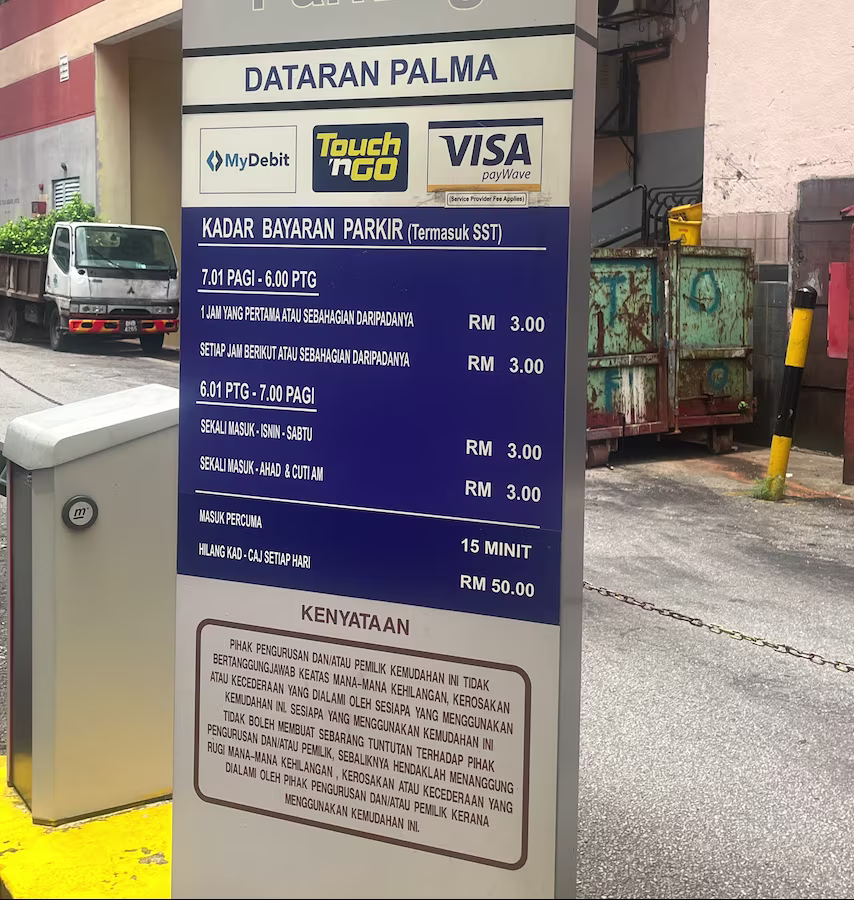 Parking
DATARAN PALMA
MyDebit
Touch
'nGO
VISA
payWave
(Service Provider Fee Applies)
KADAR BAYARAN PARKIR (Termasuk SST)
7.01 PAGI - 6.00 PTG
1 JAM YANG PERTAMA ATAU SEBAHAGIAN DARIPADANYA RM 3.00
SETIAP JAM BERIKUT ATAU SEBAHAGIAN DARIPADANYA RM 3.00
6.01 PTG - 7.00 PAGI
SEKALI MASUK - ISNIN - SABTU RM 3.00
SEKALI MASUK - AHAD & CUTI AM RM 3.00
MASUK PERCUMA 15 MINIT
HILANG KAD - CAJ SETIAP HARI RM 50.00
KENYATAAN
PIHAK PENGURUSAN DAN/ATAU PEMILIK KEMUDAHAN INI TIDAK
BERTANGGUNGJAWAB KEATAS MANA-MANA KEHILANGAN, KEROSAKAN
ATAU KECEDERAAN YANG DIALAMI OLEH SESIAPA YANG MENGGUNAKAN
KEMUDAHAN INI. SESIAPA YANG MENGGUNAKAN KEMUDAHAN INI
TIDAK BOLEH MEMBUAT SEBARANG TUNTUTAN TERHADAP PIHAK
PENGURUSAN DAN/ATAU PEMILIK, SEBALIKNYA HENDAKLAH MENANGGUNG
RUGI MANA-MANA KEHILANGAN , KEROSAKAN ATAU KECEDERAAN YANG
DIALAMI OLEH PIHAK PENGURUSAN DAN/ATAU PEMILIK KERANA
MENGGUNAKAN KEMUDAHAN INI.
m